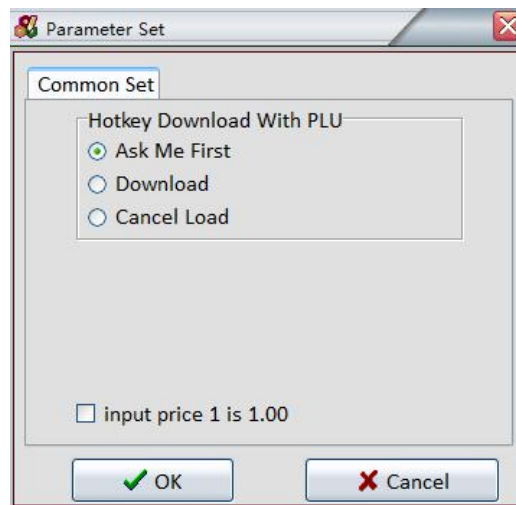 Parameter Set
Common Set
Hotkey Download With PLU
Ask Me First
Download
Cancel Load
input price 1 is 1.00
OK
Cancel